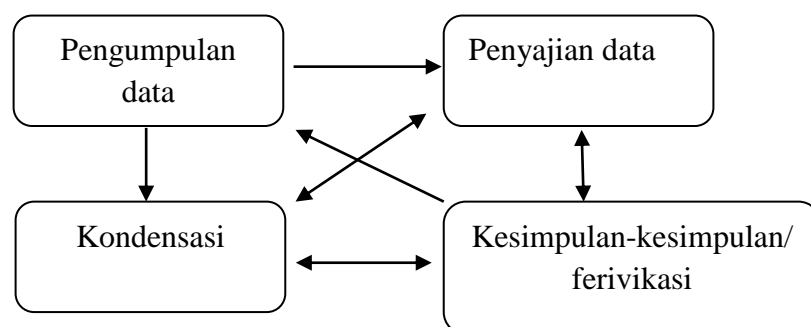 Pengumpulan
data
Penyajian data
Kondensasi
Kesimpulan-kesimpulan/
ferivikasi